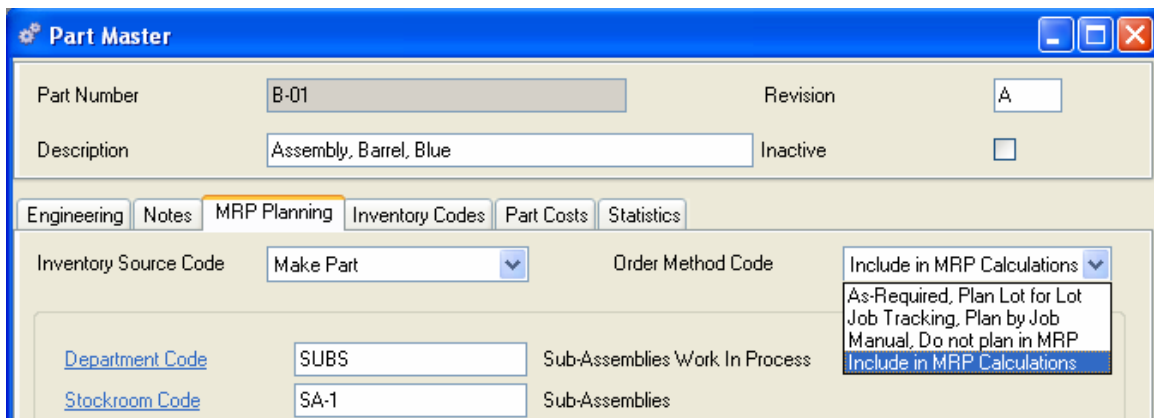 Part Master
Part Number B-01 Revision A
Description Assembly, Barrel, Blue Inactive
Engineering Notes MRP Planning Inventory Codes Part Costs Statistics
Inventory Source Code Make Part Order Method Code Include in MRP Calculations
As-Required, Plan Lot for Lot
Job Tracking, Plan by Job
Manual, Do not plan in MRP
Include in MRP Calculations
Department Code SUBS Sub-Assemblies Work In Process
Stockroom Code SA-1 Sub-Assemblies